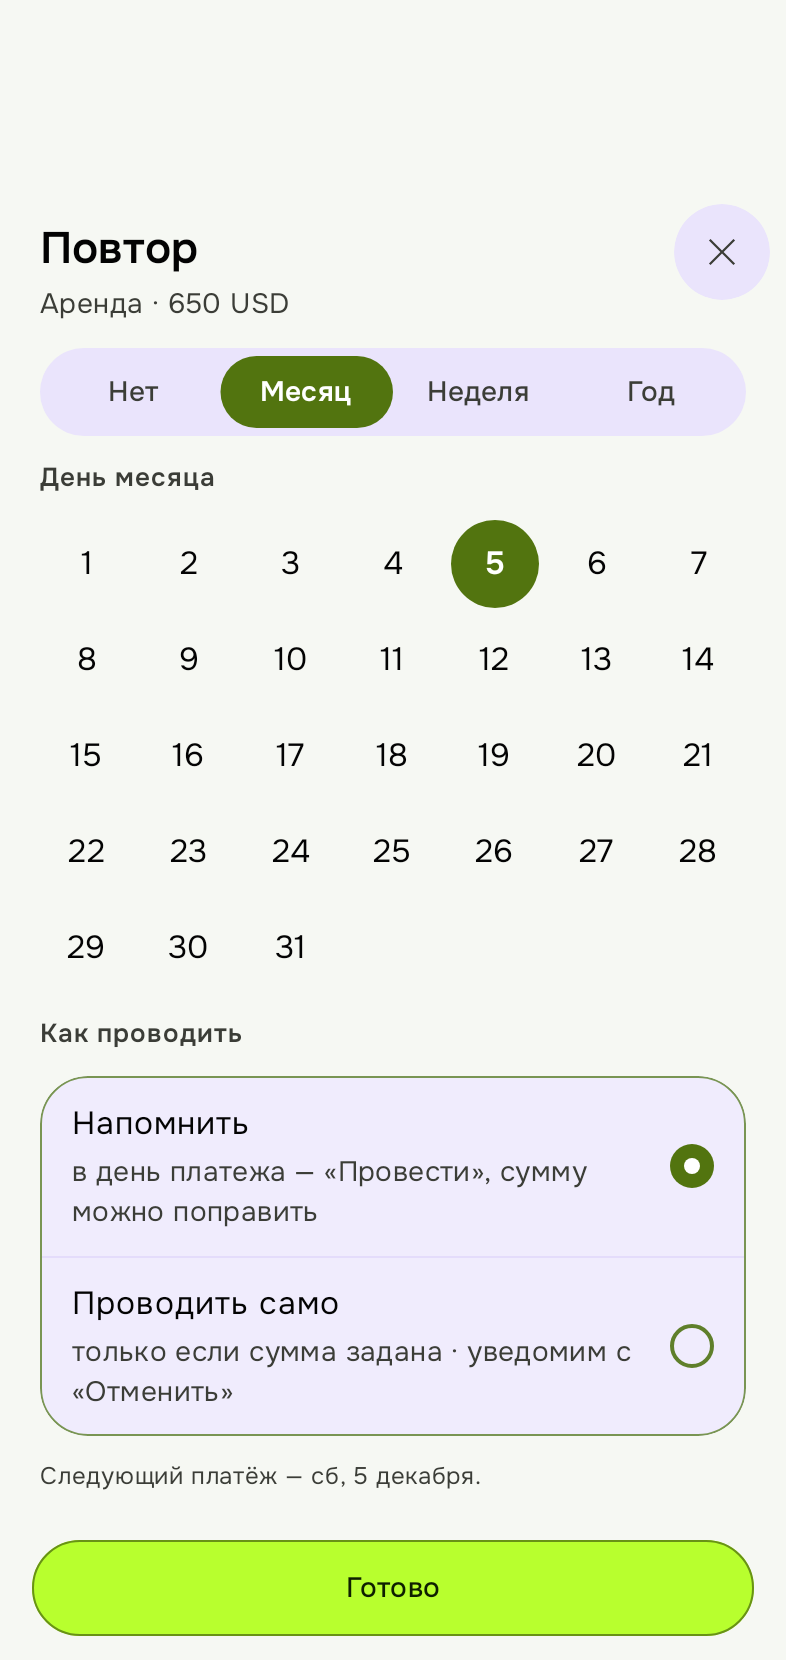 Повтор
Аренда · 650 USD
Нет Месяц Неделя Год
День месяца
1 2 3 4 5 6 7
8 9 10 11 12 13 14
15 16 17 18 19 20 21
22 23 24 25 26 27 28
29 30 31
Как проводить
Напомнить
в день платежа — «Провести», сумму
можно поправить
Проводить само
только если сумма задана · уведомим с
«Отменить»
Следующий платёж — сб, 5 декабря.
Готово